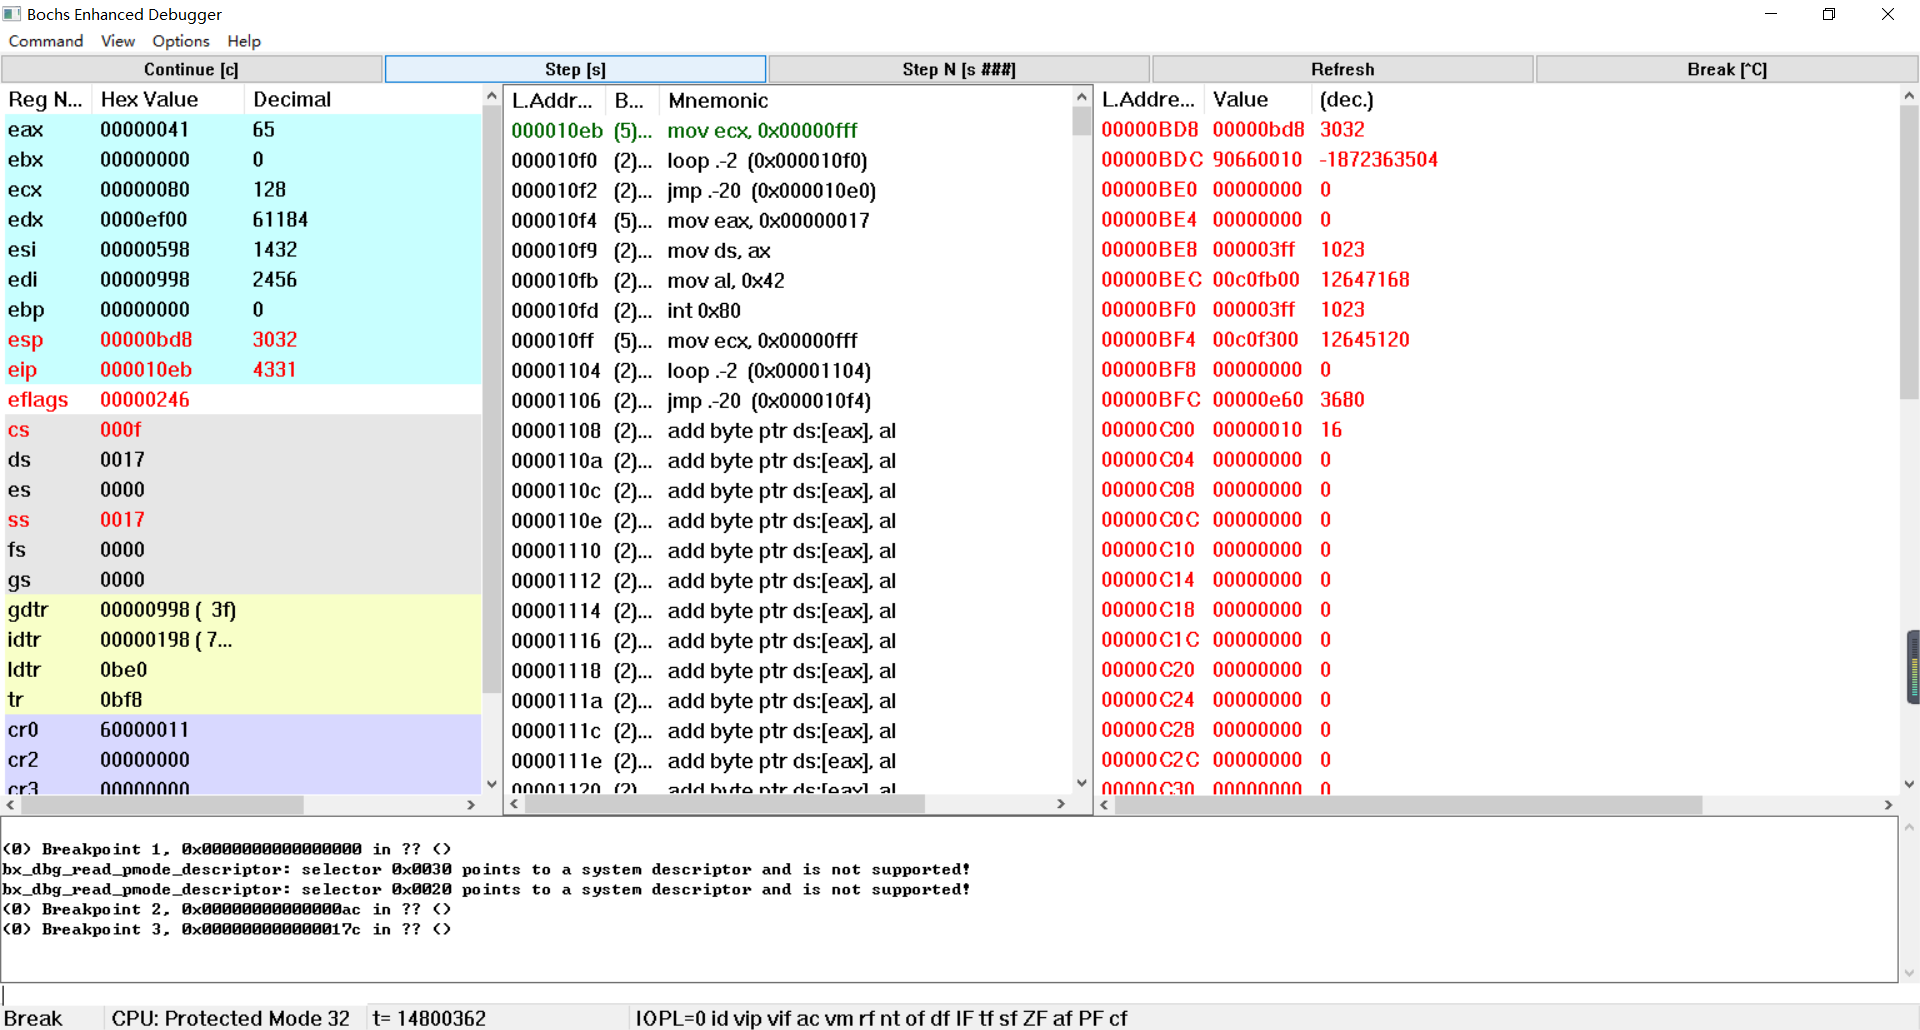 Bochs Enhanced Debugger
Command View Options Help
Continue [c] Step [s] Step N [s ###] Refresh Break [^C]
Reg N... Hex Value Decimal
eax 00000041 65
ebx 00000000 0
ecx 00000080 128
edx 0000ef00 61184
esi 00000598 1432
edi 00000998 2456
ebp 00000000 0
esp 00000bd8 3032
eip 000010eb 4331
eflags 00000246
cs 000f
ds 0017
es 0000
ss 0017
fs 0000
gs 0000
gdtr 00000998 ( 3f)
idtr 00000198 ( 7...
ldtr 0be0
tr 0bf8
cr0 60000011
cr2 00000000
cr3 00000000
L.Addr... B... Mnemonic
000010eb (5)... mov ecx, 0x00000fff
000010f0 (2)... loop .-2 (0x000010f0)
000010f2 (2)... jmp .-20 (0x000010e0)
000010f4 (5)... mov eax, 0x00000017
000010f9 (2)... mov ds, ax
000010fb (2)... mov al, 0x42
000010fd (2)... int 0x80
000010ff (5)... mov ecx, 0x00000fff
00001104 (2)... loop .-2 (0x00001104)
00001106 (2)... jmp .-20 (0x000010f4)
00001108 (2)... add byte ptr ds:[eax], al
0000110a (2)... add byte ptr ds:[eax], al
0000110c (2)... add byte ptr ds:[eax], al
0000110e (2)... add byte ptr ds:[eax], al
00001110 (2)... add byte ptr ds:[eax], al
00001112 (2)... add byte ptr ds:[eax], al
00001114 (2)... add byte ptr ds:[eax], al
00001116 (2)... add byte ptr ds:[eax], al
00001118 (2)... add byte ptr ds:[eax], al
0000111a (2)... add byte ptr ds:[eax], al
0000111c (2)... add byte ptr ds:[eax], al
0000111e (2)... add byte ptr ds:[eax], al
00001120 (2)... add byte ptr ds:[eax], al
L.Addre... Value (dec.)
00000BD8 00000bd8 3032
00000BDC 90660010 -1872363504
00000BE0 00000000 0
00000BE4 00000000 0
00000BE8 000003ff 1023
00000BEC 00c0fb00 12647168
00000BF0 000003ff 1023
00000BF4 00c0f300 12645120
00000BF8 00000000 0
00000BFC 00000e60 3680
00000C00 00000010 16
00000C04 00000000 0
00000C08 00000000 0
00000C0C 00000000 0
00000C10 00000000 0
00000C14 00000000 0
00000C18 00000000 0
00000C1C 00000000 0
00000C20 00000000 0
00000C24 00000000 0
00000C28 00000000 0
00000C2C 00000000 0
00000C30 00000000 0
(0) Breakpoint 1, 0x0000000000000000 in ?? ()
bx_dbg_read_pmode_descriptor: selector 0x0030 points to a system descriptor and is not supported!
bx_dbg_read_pmode_descriptor: selector 0x0020 points to a system descriptor and is not supported!
(0) Breakpoint 2, 0x00000000000000ac in ?? ()
(0) Breakpoint 3, 0x000000000000017c in ?? ()
Break CPU: Protected Mode 32 t= 14800362 IOPL=0 id vip vif ac vm rf nt of df IF tf sf ZF af PF cf